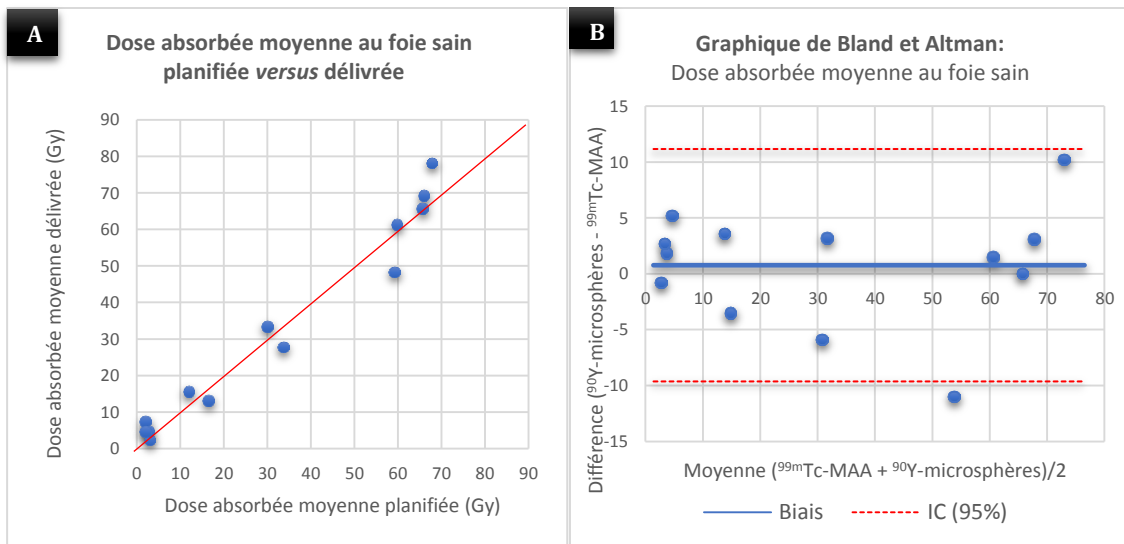 A
Dose absorbée moyenne au foie sain
planifiée versus délivrée
Dose absorbée moyenne délivrée (Gy)
90
80
70
60
50
40
30
20
10
0
0 10 20 30 40 50 60 70 80 90
Dose absorbée moyenne planifiée (Gy)
B
Graphique de Bland et Altman:
Dose absorbée moyenne au foie sain
Différence (⁹⁰Y-microsphères - ⁹⁹ᵐTc-MAA)
15
10
5
0
-5
-10
-15
0 10 20 30 40 50 60 70 80
Moyenne (⁹⁹ᵐTc-MAA + ⁹⁰Y-microsphères)/2
Biais IC (95%)